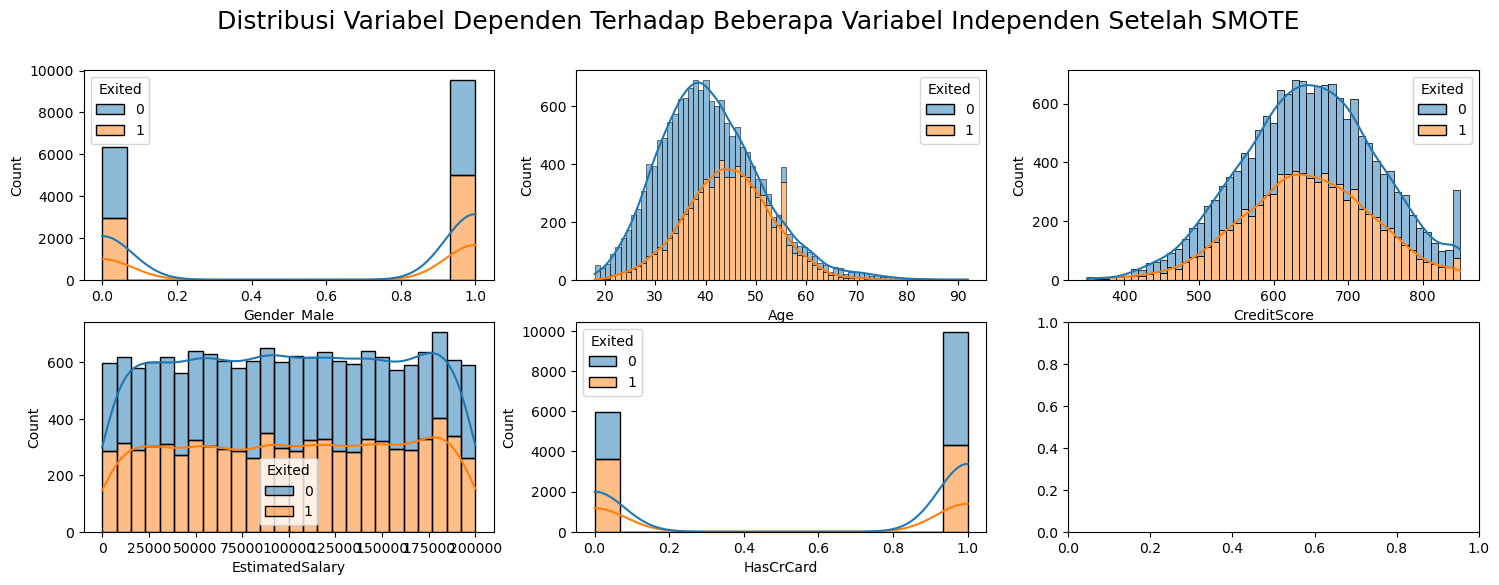 Distribusi Variabel Dependen Terhadap Beberapa Variabel Independen Setelah SMOTE
10000
8000
6000
4000
2000
0
Count
Exited
0
1
0.0 0.2 0.4 0.6 0.8 1.0
Gender_Male
600
400
200
0
Count
Exited
0
1
20 30 40 50 60 70 80 90
Age
600
400
200
0
Count
Exited
0
1
400 500 600 700 800
CreditScore
600
400
200
0
Count
Exited
0
1
0 25000 50000 75000 100000 125000 150000 175000 200000
EstimatedSalary
10000
8000
6000
4000
2000
0
Count
Exited
0
1
0.0 0.2 0.4 0.6 0.8 1.0
HasCrCard
1.0
0.8
0.6
0.4
0.2
0.0
0.0 0.2 0.4 0.6 0.8 1.0